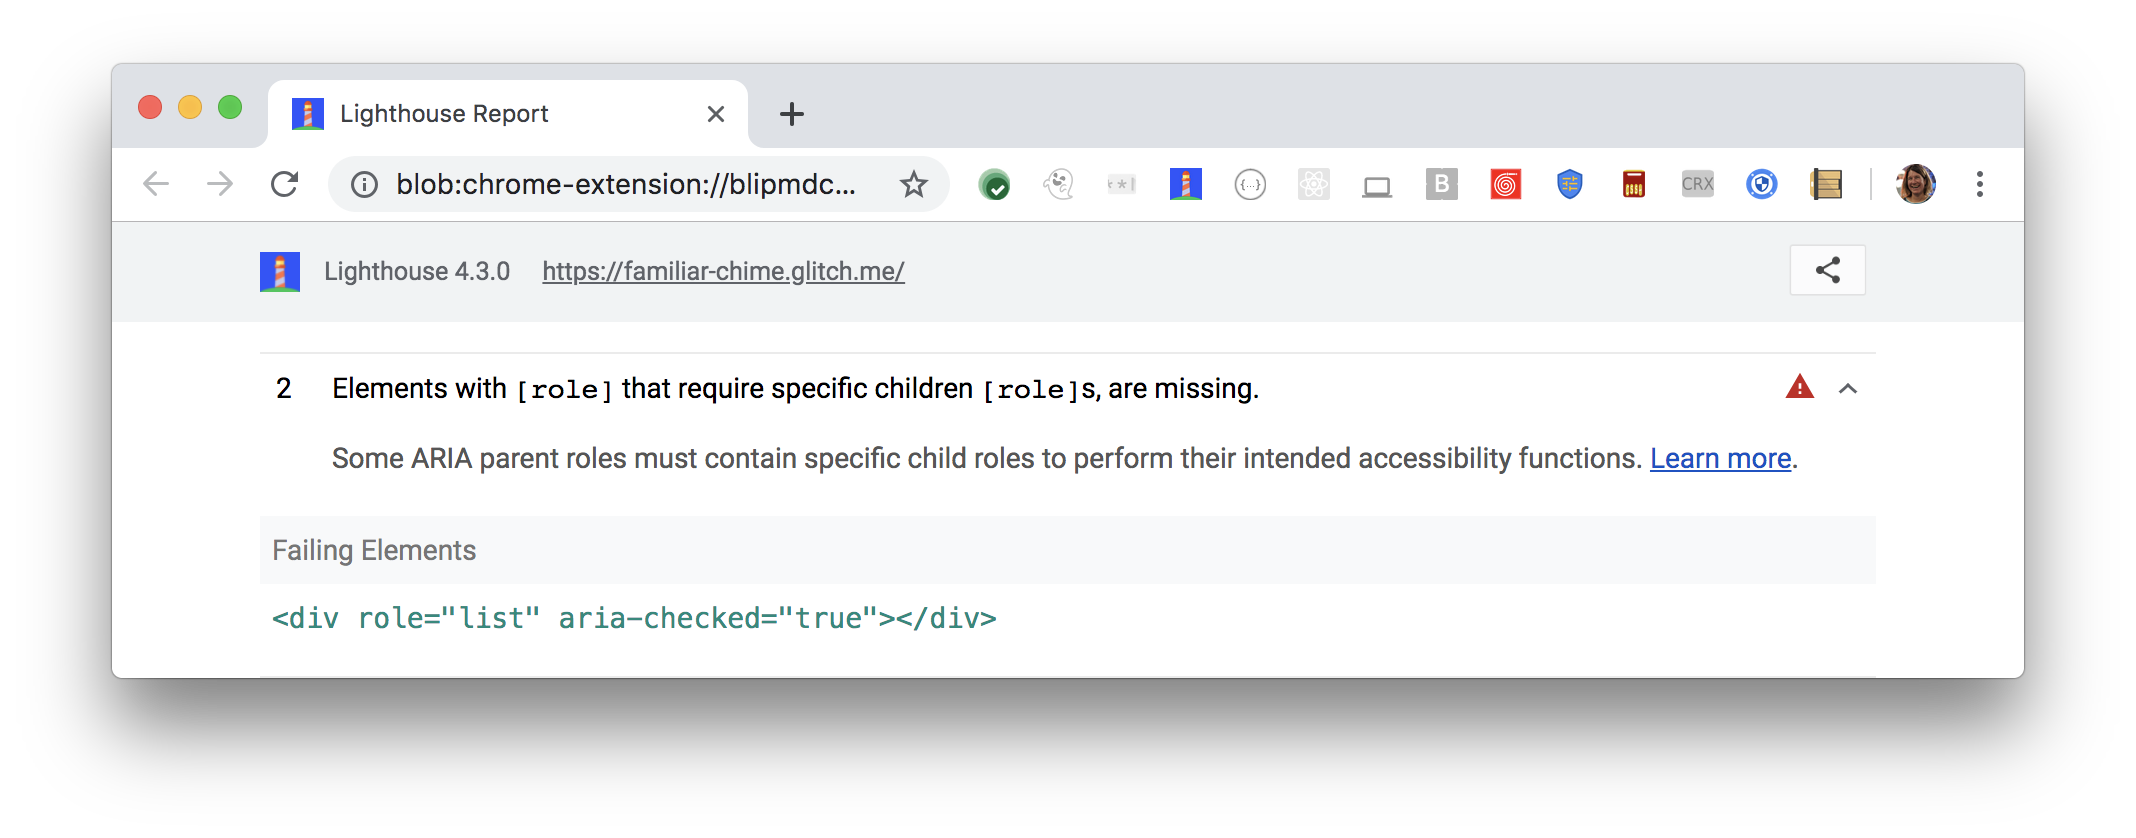 Lighthouse Report
blob:chrome-extension://blipmdc...
{...}
B
CRX
Lighthouse 4.3.0 https://familiar-chime.glitch.me/
2 Elements with [role] that require specific children [role]s, are missing.
Some ARIA parent roles must contain specific child roles to perform their intended accessibility functions. Learn more.
Failing Elements
<div role="list" aria-checked="true"></div>